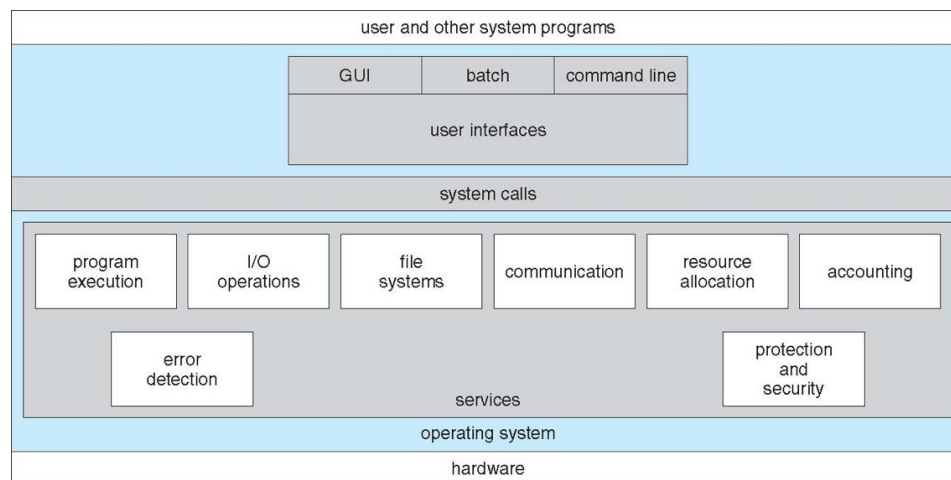 user and other system programs
GUI
batch
command line
user interfaces
system calls
program
execution
I/O
operations
file
systems
communication
resource
allocation
accounting
error
detection
protection
and
security
services
operating system
hardware